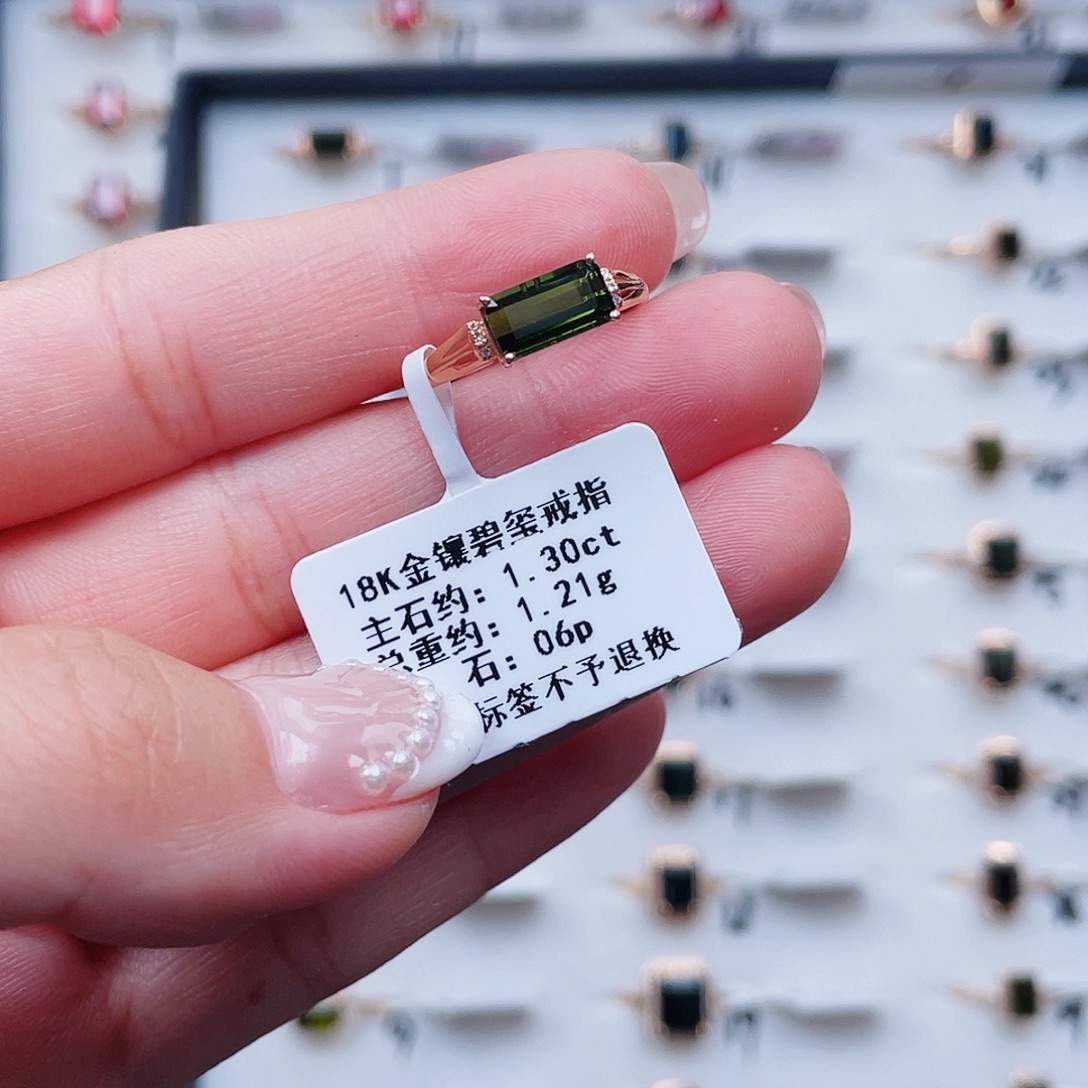 18K金镶碧玺戒指
主石约: 1.30ct
总重约: 1.21g
石: 06p
标签不予退换